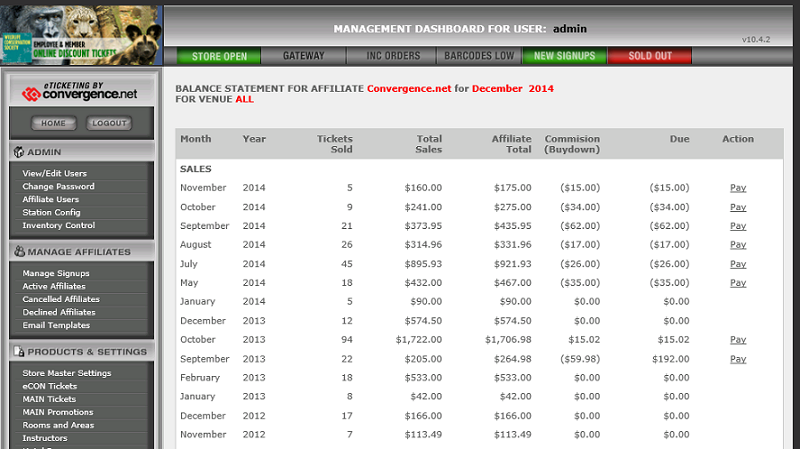 WILDLIFE
CONSERVATION
SOCIETY
EMPLOYEE & MEMBER
ONLINE DISCOUNT TICKETS
MANAGEMENT DASHBOARD FOR USER: admin
v10.4.2
STORE OPEN GATEWAY INC ORDERS BARCODES LOW NEW SIGNUPS SOLD OUT
eTICKETING BY
convergence.net
HOME LOGOUT
ADMIN
View/Edit Users
Change Password
Affiliate Users
Station Config
Inventory Control
MANAGE AFFILIATES
Manage Signups
Active Affiliates
Cancelled Affiliates
Declined Affiliates
Email Templates
PRODUCTS & SETTINGS
Store Master Settings
eCON Tickets
MAIN Tickets
MAIN Promotions
Rooms and Areas
Instructors
BALANCE STATEMENT FOR AFFILIATE Convergence.net for December 2014
FOR VENUE ALL
Month Year Tickets Sold Total Sales Affiliate Total Commision (Buydown) Due Action
SALES
November 2014 5 $160.00 $175.00 ($15.00) ($15.00) Pay
October 2014 9 $241.00 $275.00 ($34.00) ($34.00) Pay
September 2014 21 $373.95 $435.95 ($62.00) ($62.00) Pay
August 2014 26 $314.96 $331.96 ($17.00) ($17.00) Pay
July 2014 45 $895.93 $921.93 ($26.00) ($26.00) Pay
May 2014 18 $432.00 $467.00 ($35.00) ($35.00) Pay
January 2014 5 $90.00 $90.00 $0.00 $0.00
December 2013 12 $574.50 $574.50 $0.00 $0.00
October 2013 94 $1,722.00 $1,706.98 $15.02 $15.02 Pay
September 2013 22 $205.00 $264.98 ($59.98) $192.00 Pay
February 2013 18 $533.00 $533.00 $0.00 $0.00
January 2013 8 $42.00 $42.00 $0.00 $0.00
December 2012 17 $166.00 $166.00 $0.00 $0.00
November 2012 7 $113.49 $113.49 $0.00 $0.00